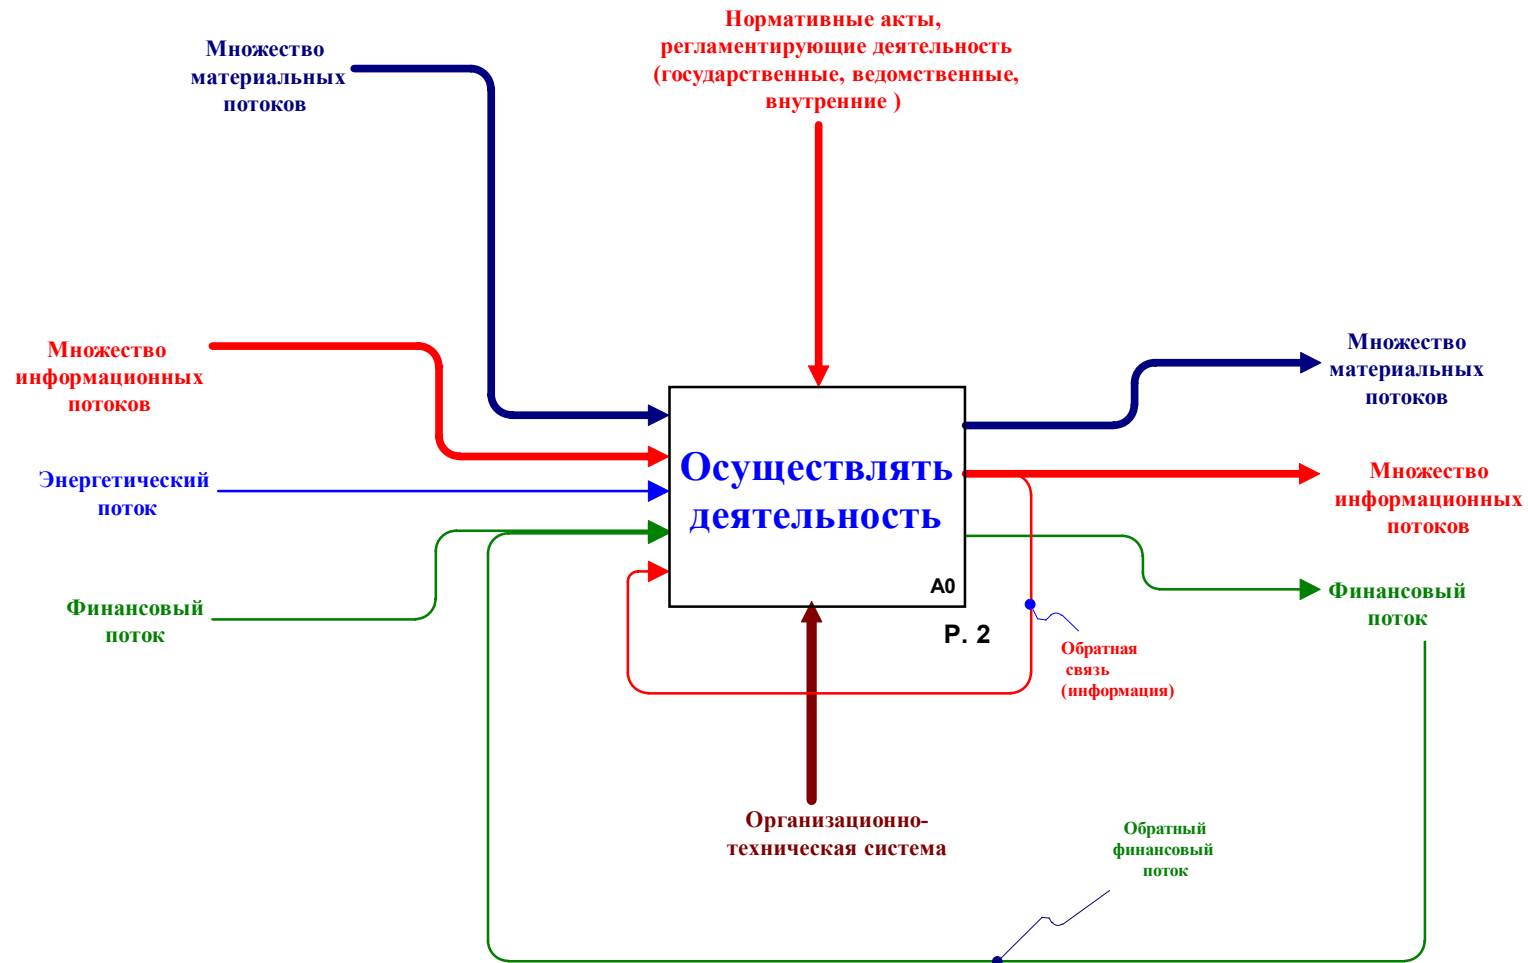 Нормативные акты,
регламентирующие деятельность
(государственные, ведомственные,
внутренние )
Множество
материальных
потоков
Множество
информационных
потоков
Энергетический
поток
Финансовый
поток
Осуществлять
деятельность
A0
P. 2
Множество
материальных
потоков
Множество
информационных
потоков
Финансовый
поток
Обратная
связь
(информация)
Организационно-
техническая система
Обратный
финансовый
поток